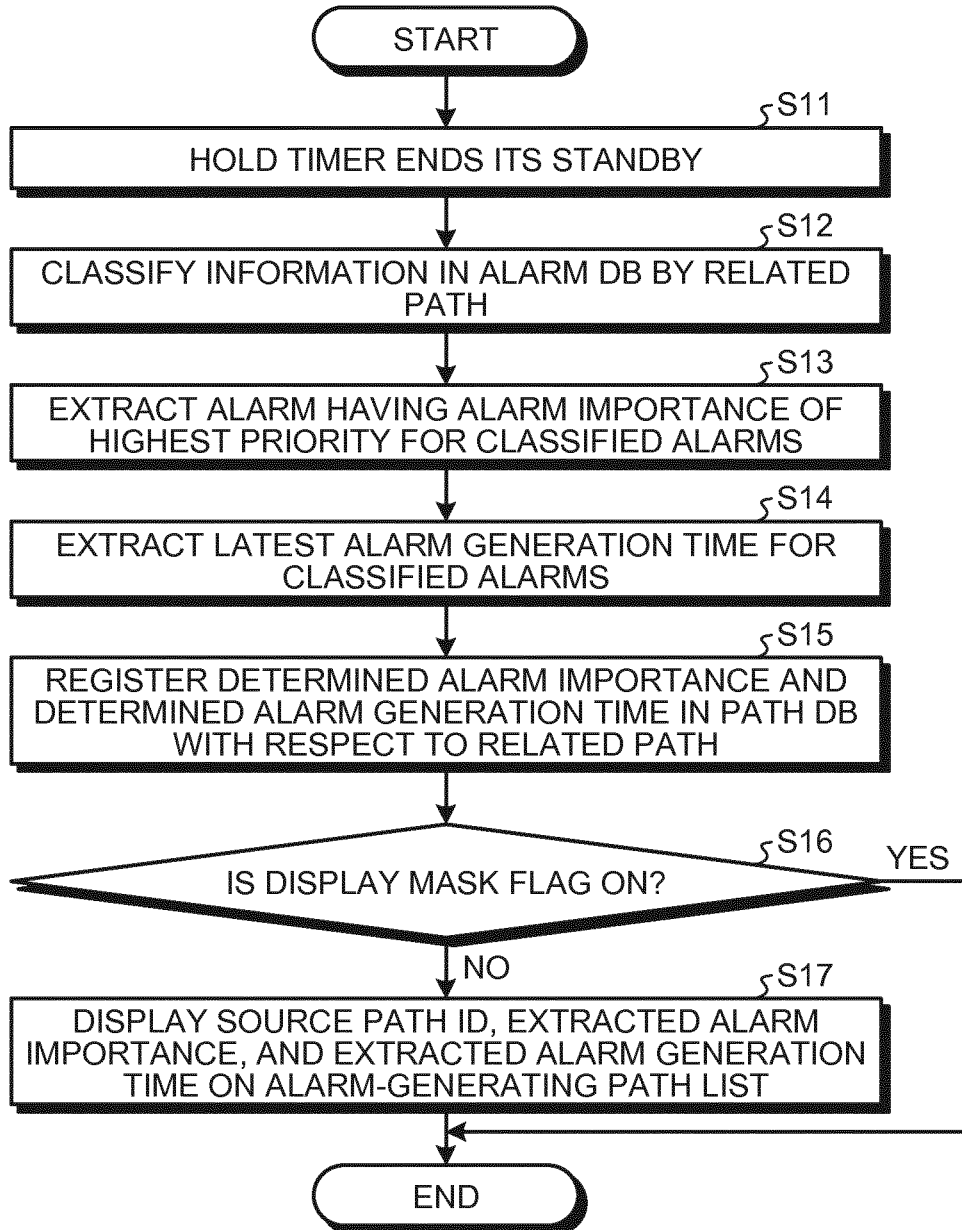 START
S11
HOLD TIMER ENDS ITS STANDBY
S12
CLASSIFY INFORMATION IN ALARM DB BY RELATED
PATH
S13
EXTRACT ALARM HAVING ALARM IMPORTANCE OF
HIGHEST PRIORITY FOR CLASSIFIED ALARMS
S14
EXTRACT LATEST ALARM GENERATION TIME FOR
CLASSIFIED ALARMS
S15
REGISTER DETERMINED ALARM IMPORTANCE AND
DETERMINED ALARM GENERATION TIME IN PATH DB
WITH RESPECT TO RELATED PATH
S16
IS DISPLAY MASK FLAG ON?
YES
NO
S17
DISPLAY SOURCE PATH ID, EXTRACTED ALARM
IMPORTANCE, AND EXTRACTED ALARM GENERATION
TIME ON ALARM-GENERATING PATH LIST
END